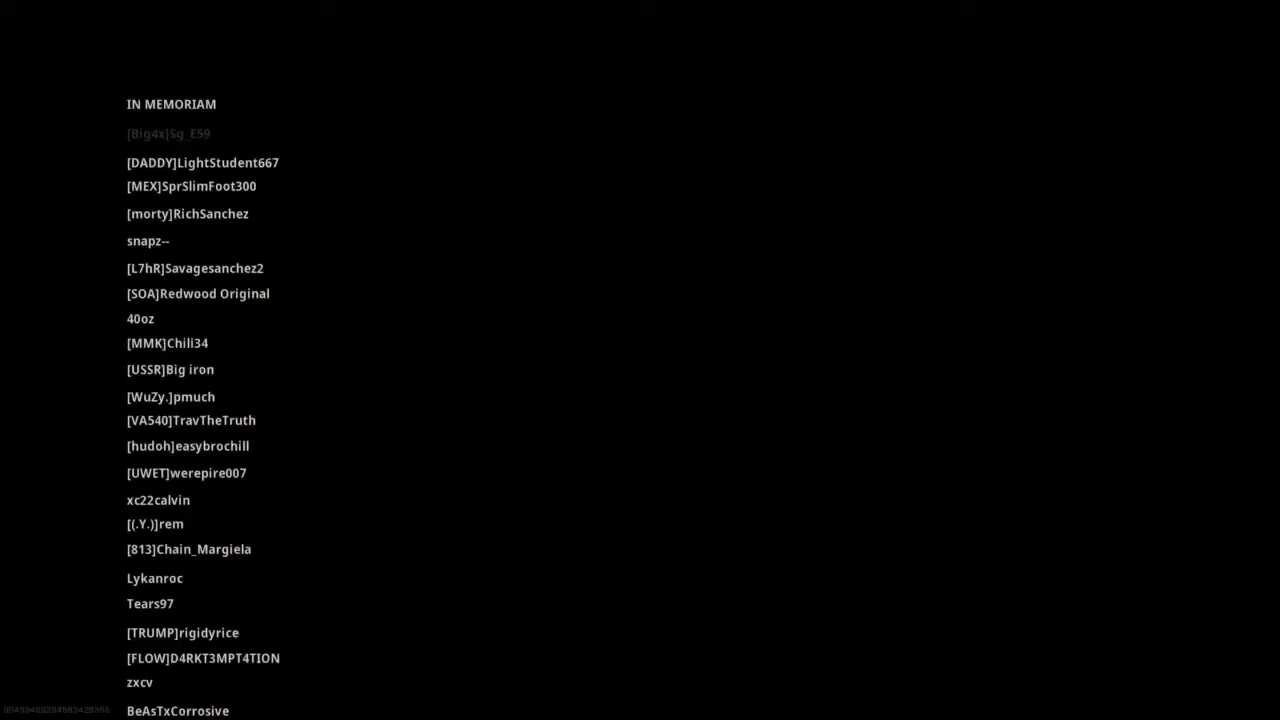 IN MEMORIAM
[Big4x]Sg_E59
[DADDY]LightStudent667
[MEX]SprSlimFoot300
[morty]RichSanchez
snapz--
[L7hR]Savagesanchez2
[SOA]Redwood Original
40oz
[MMK]Chili34
[USSR]Big iron
[WuZy.]pmuch
[VA540]TravTheTruth
[hudoh]easybrochill
[UWET]werepire007
xc22calvin
[(.Y.)]rem
[813]Chain_Margiela
Lykanroc
Tears97
[TRUMP]rigidyrice
[FLOW]D4RKT3MPT4TION
zxcv
BeAsTxCorrosive